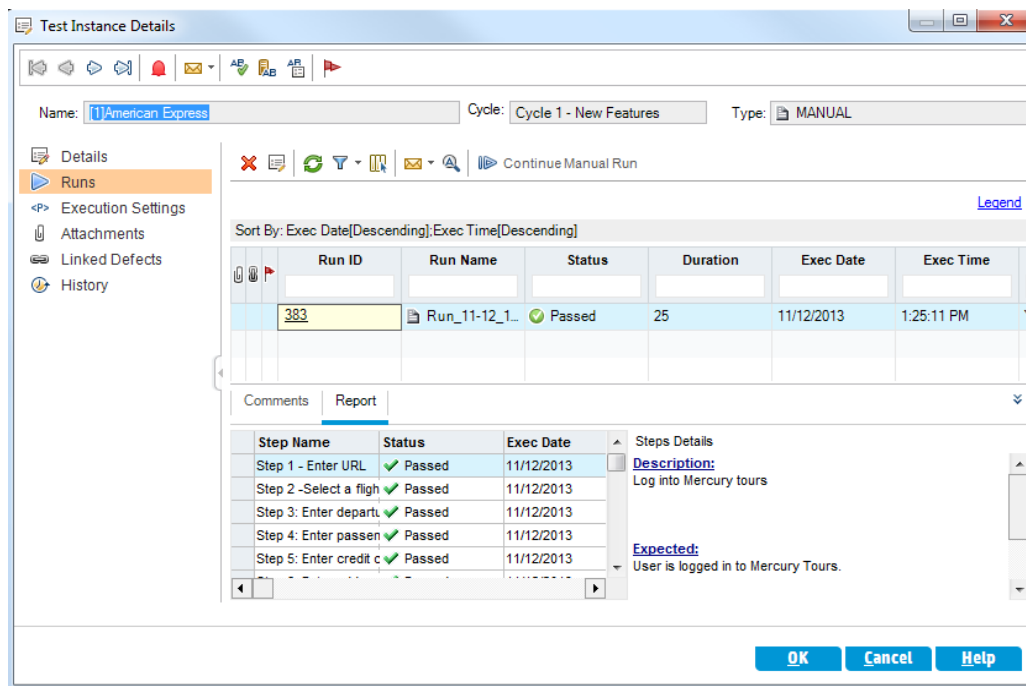 Test Instance Details
Name: [1]American Express Cycle: Cycle 1 - New Features Type: MANUAL
Details
Runs
Execution Settings
Attachments
Linked Defects
History
Continue Manual Run
Legend
Sort By: Exec Date[Descending];Exec Time[Descending]
Run ID Run Name Status Duration Exec Date Exec Time
383 Run_11-12_1... Passed 25 11/12/2013 1:25:11 PM
Comments Report
Step Name Status Exec Date
Step 1 - Enter URL Passed 11/12/2013
Step 2 -Select a fligh Passed 11/12/2013
Step 3: Enter departu Passed 11/12/2013
Step 4: Enter passen Passed 11/12/2013
Step 5: Enter credit c Passed 11/12/2013
Steps Details
Description:
Log into Mercury tours
Expected:
User is logged in to Mercury Tours.
OK Cancel Help